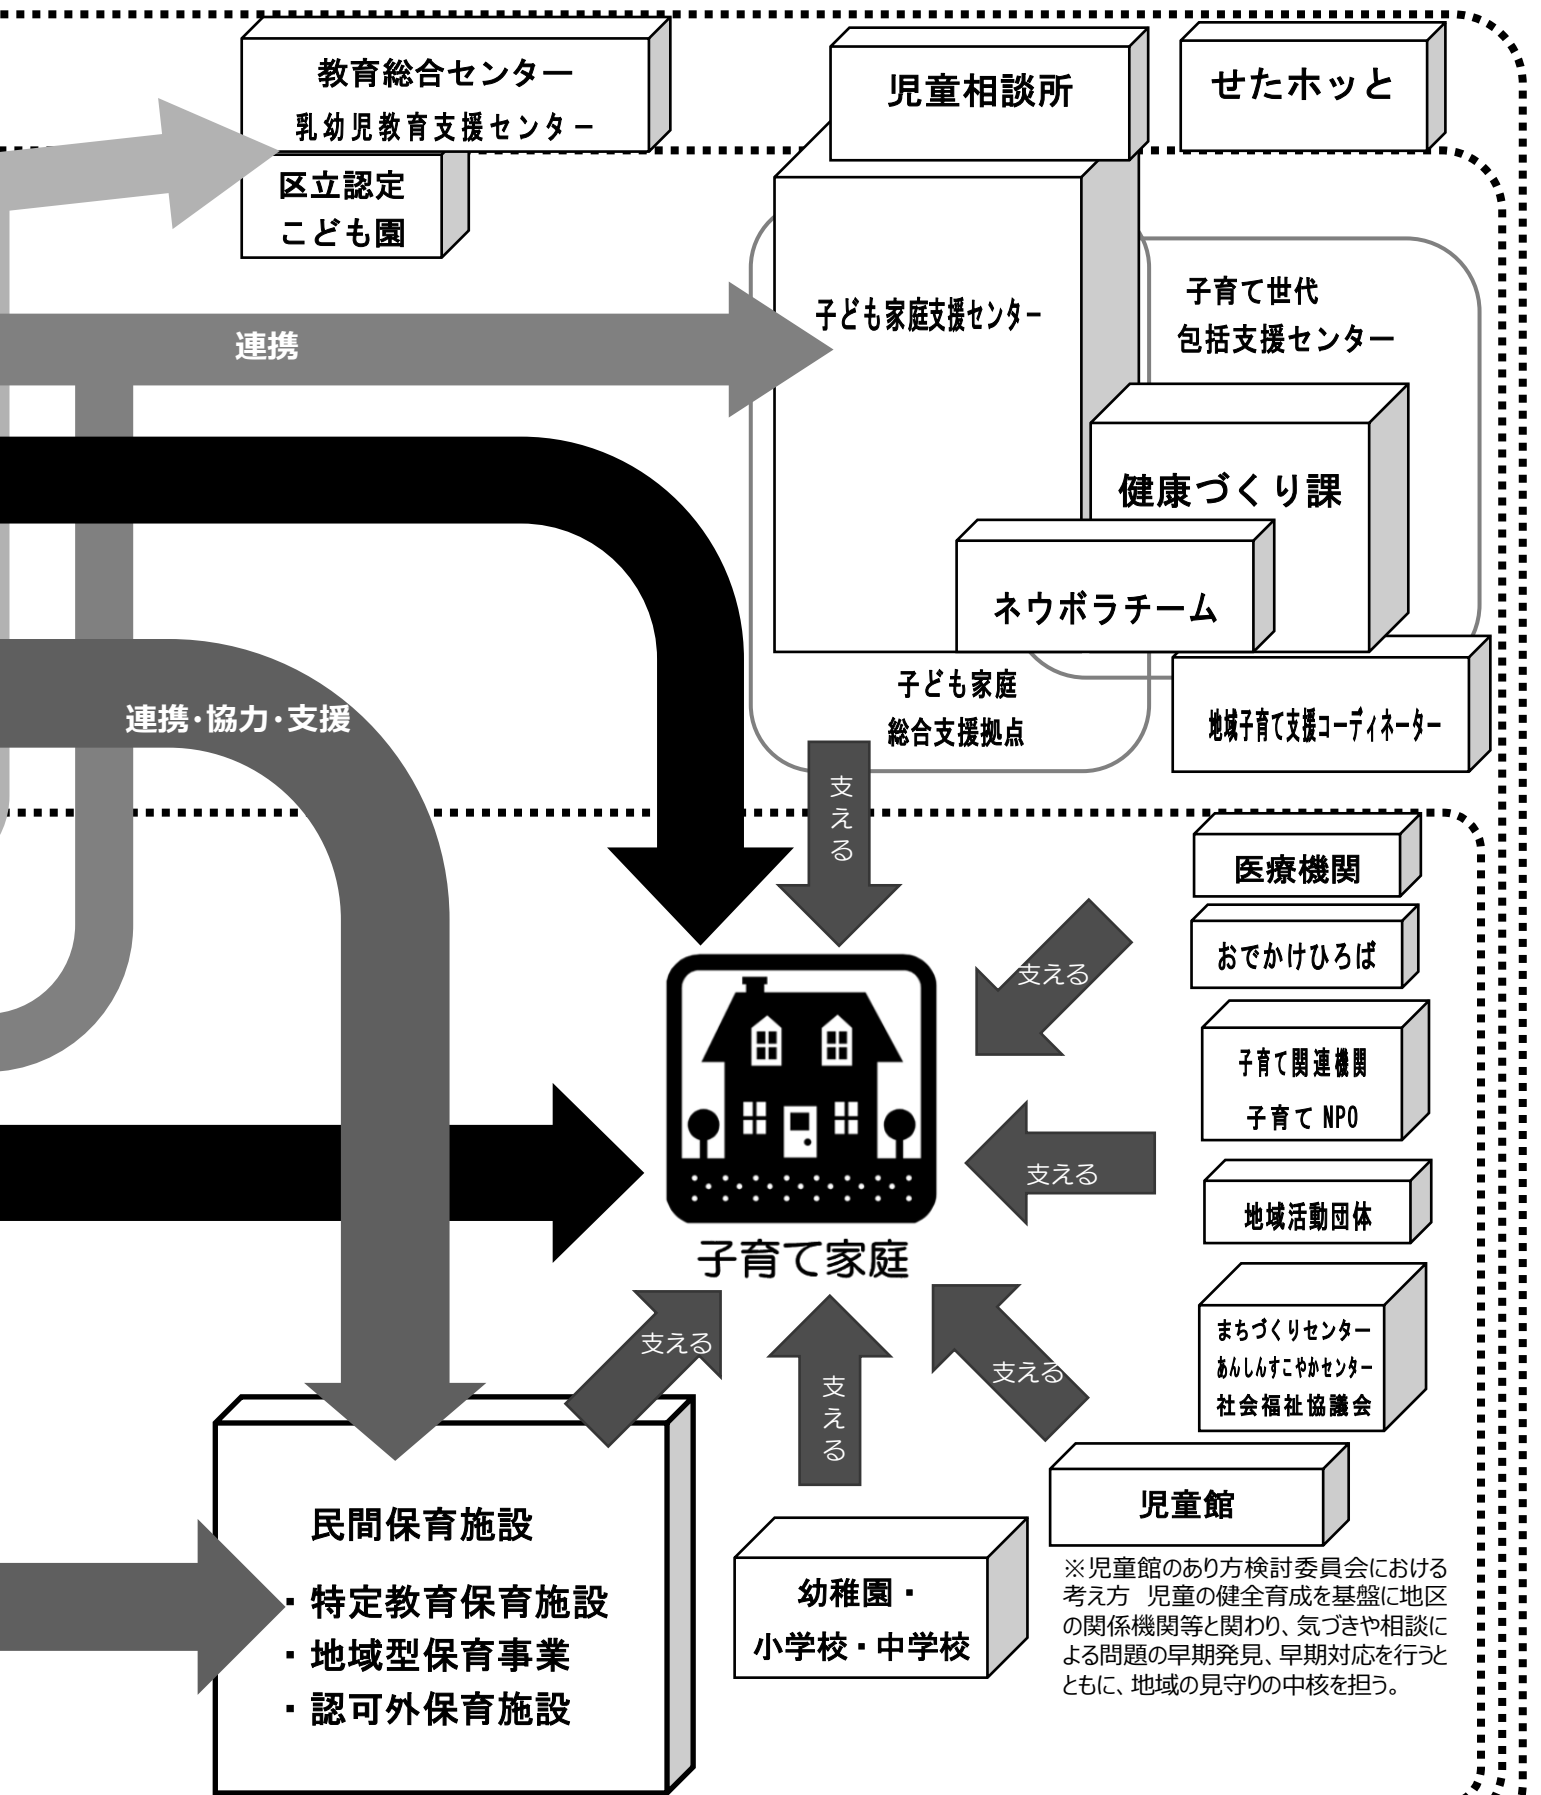 教育総合センター
乳幼児教育支援センター
区立認定
こども園
児童相談所
せたホッと
子ども家庭支援センター
子育て世代
包括支援センター
連携
健康づくり課
ネウボラチーム
子ども家庭
総合支援拠点
地域子育て支援コーディネーター
連携・協力・支援
支える
医療機関
おでかけひろば
支える
子育て関連機関
子育てNPO
支える
地域活動団体
子育て家庭
まちづくりセンター
あんしんすこやかセンター
社会福祉協議会
支える
支える
支える
児童館
※児童館のあり方検討委員会における
考え方　児童の健全育成を基盤に地区
の関係機関等と関わり、気づきや相談に
よる問題の早期発見、早期対応を行うと
ともに、地域の見守りの中核を担う。
民間保育施設
・特定教育保育施設
・地域型保育事業
・認可外保育施設
幼稚園・
小学校・中学校